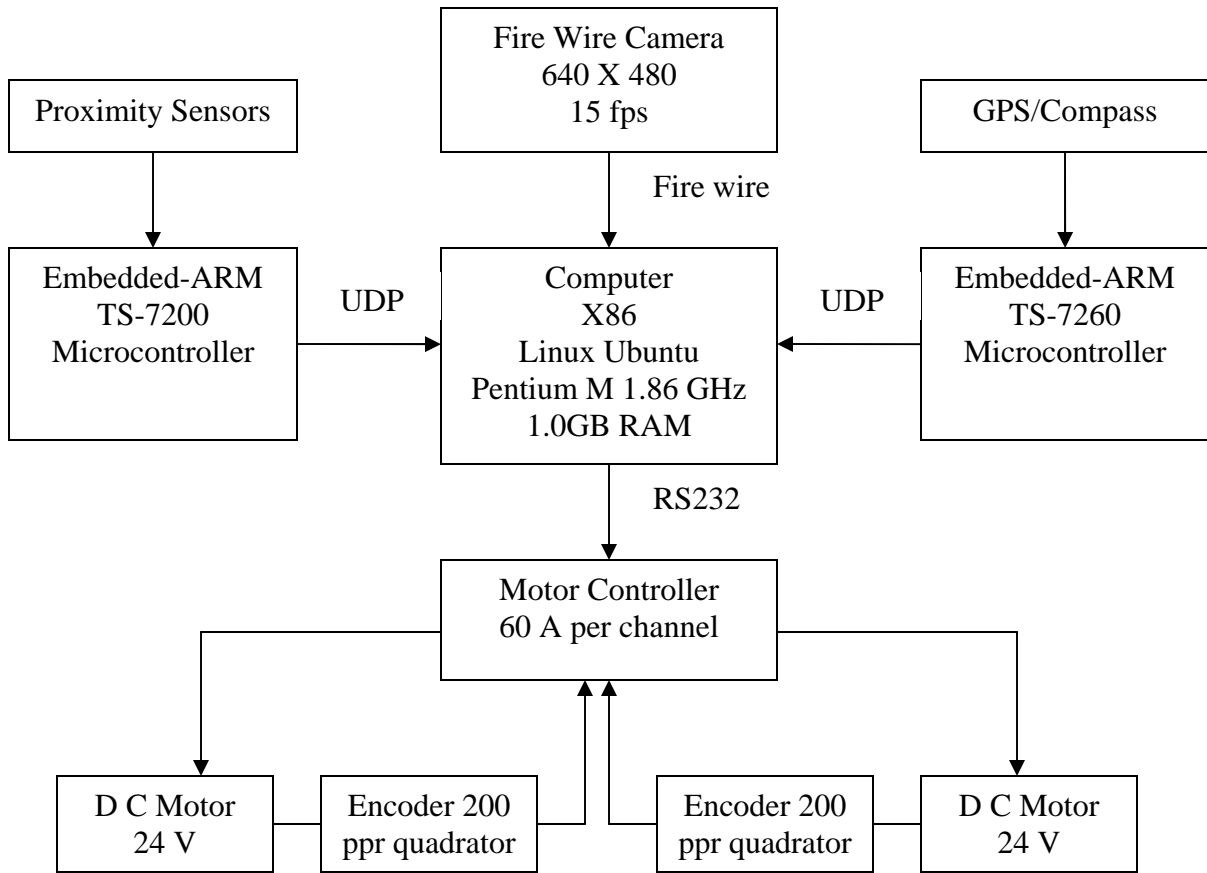 Fire Wire Camera
640 X 480
15 fps
Proximity Sensors
GPS/Compass
Fire wire
Embedded-ARM
TS-7200
Microcontroller
UDP
Computer
X86
Linux Ubuntu
Pentium M 1.86 GHz
1.0GB RAM
UDP
Embedded-ARM
TS-7260
Microcontroller
RS232
Motor Controller
60 A per channel
D C Motor
24 V
Encoder 200
ppr quadrator
Encoder 200
ppr quadrator
D C Motor
24 V